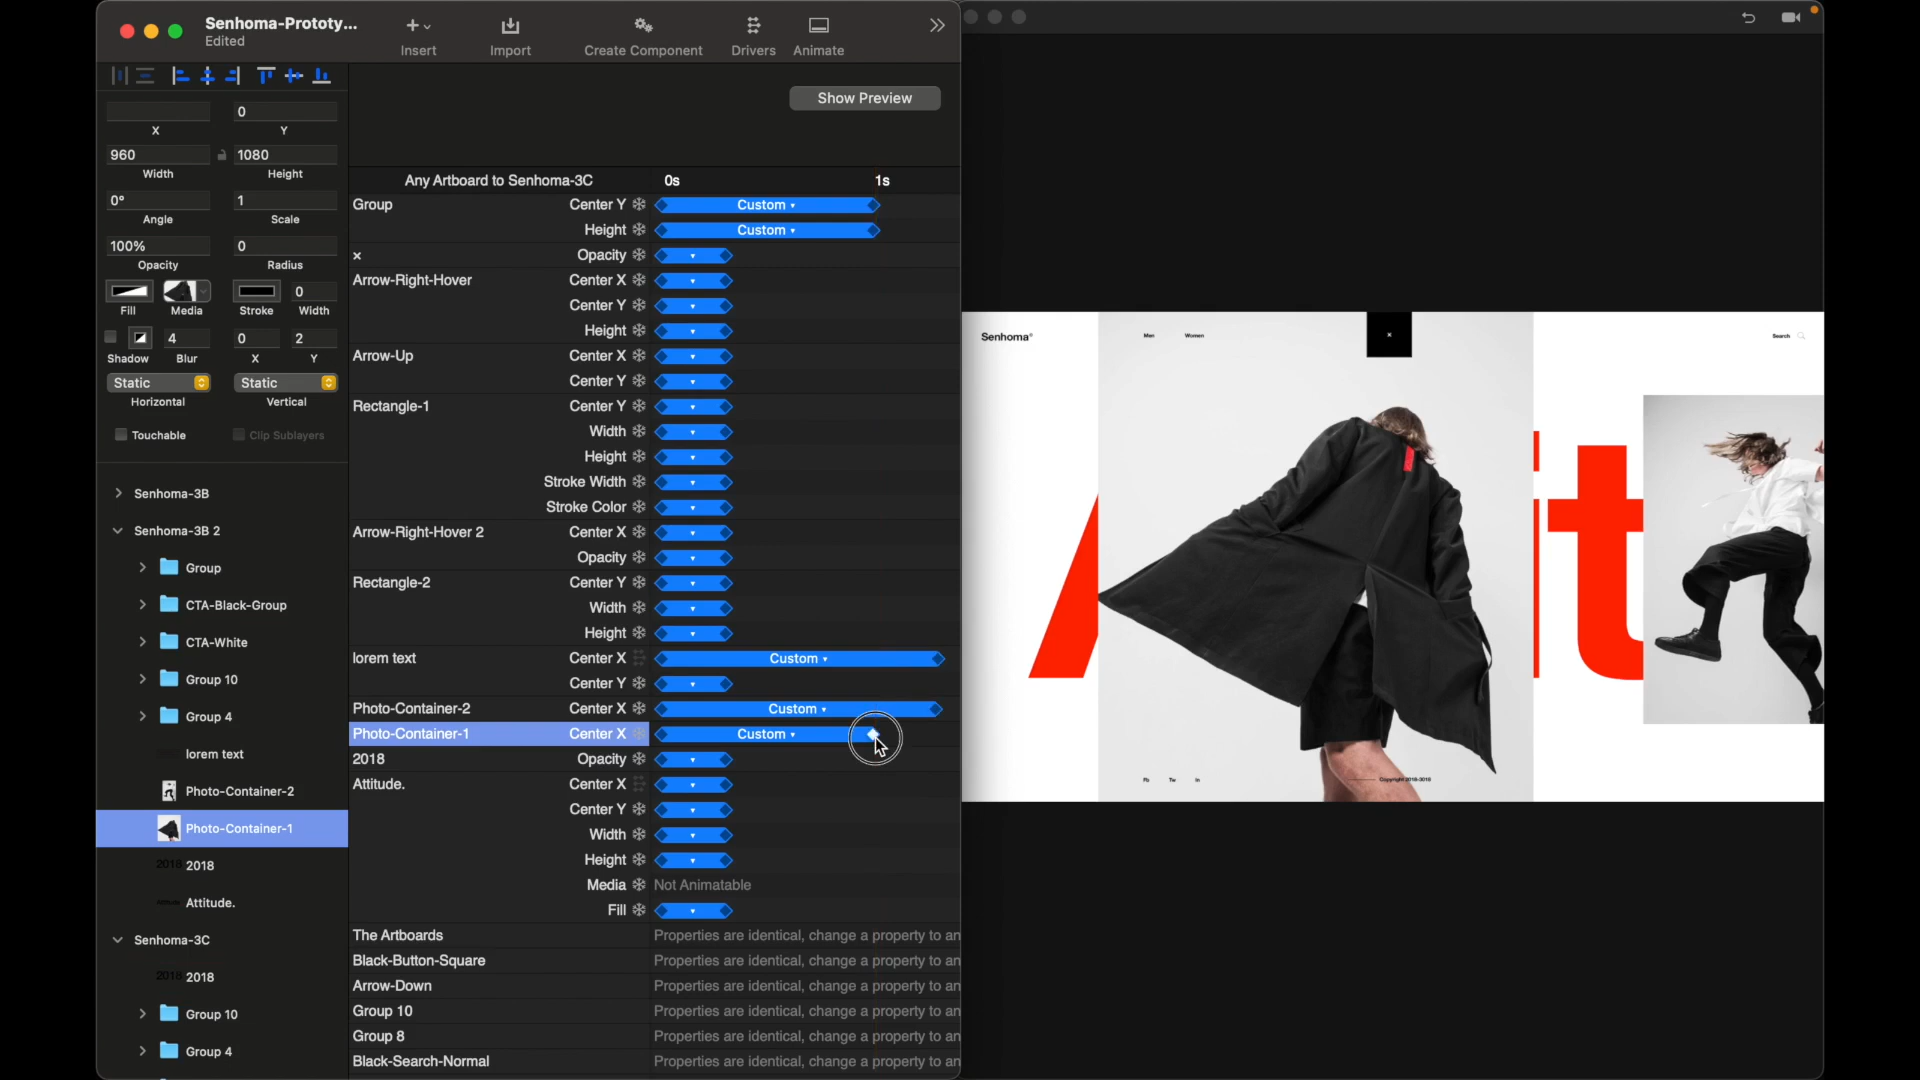 Senhoma-Prototy...
Edited
Insert
Import
Create Component
Drivers
Animate
Show Preview
0
X
Y
960
1080
Width
Height
0°
1
Angle
Scale
100%
0
Opacity
Radius
0
Fill
Media
Stroke
Width
4
0
2
Shadow
Blur
X
Y
Static
Static
Horizontal
Vertical
Touchable
Clip Sublayers
Senhoma-3B
Senhoma-3B 2
Group
CTA-Black-Group
CTA-White
Group 10
Group 4
lorem text
Photo-Container-2
Photo-Container-1
2018 2018
Attitude.
Senhoma-3C
2018 2018
Group 10
Group 4
Any Artboard to Senhoma-3C 0s 1s
Group Center Y Custom
Height Custom
× Opacity
Arrow-Right-Hover Center X
Center Y
Height
Arrow-Up Center X
Center Y
Rectangle-1 Center Y
Width
Height
Stroke Width
Stroke Color
Arrow-Right-Hover 2 Center X
Opacity
Rectangle-2 Center Y
Width
Height
lorem text Center X Custom
Center Y
Photo-Container-2 Center X Custom
Photo-Container-1 Center X Custom
2018 Opacity
Attitude. Center X
Center Y
Width
Height
Media Not Animatable
Fill
The Artboards Properties are identical, change a property to an
Black-Button-Square Properties are identical, change a property to an
Arrow-Down Properties are identical, change a property to an
Group 10 Properties are identical, change a property to an
Group 8 Properties are identical, change a property to an
Black-Search-Normal Properties are identical, change a property to an
Senhoma®
Men
Women
×
Search
A
it
Fb
Tw
In
Copyright 2018-3015